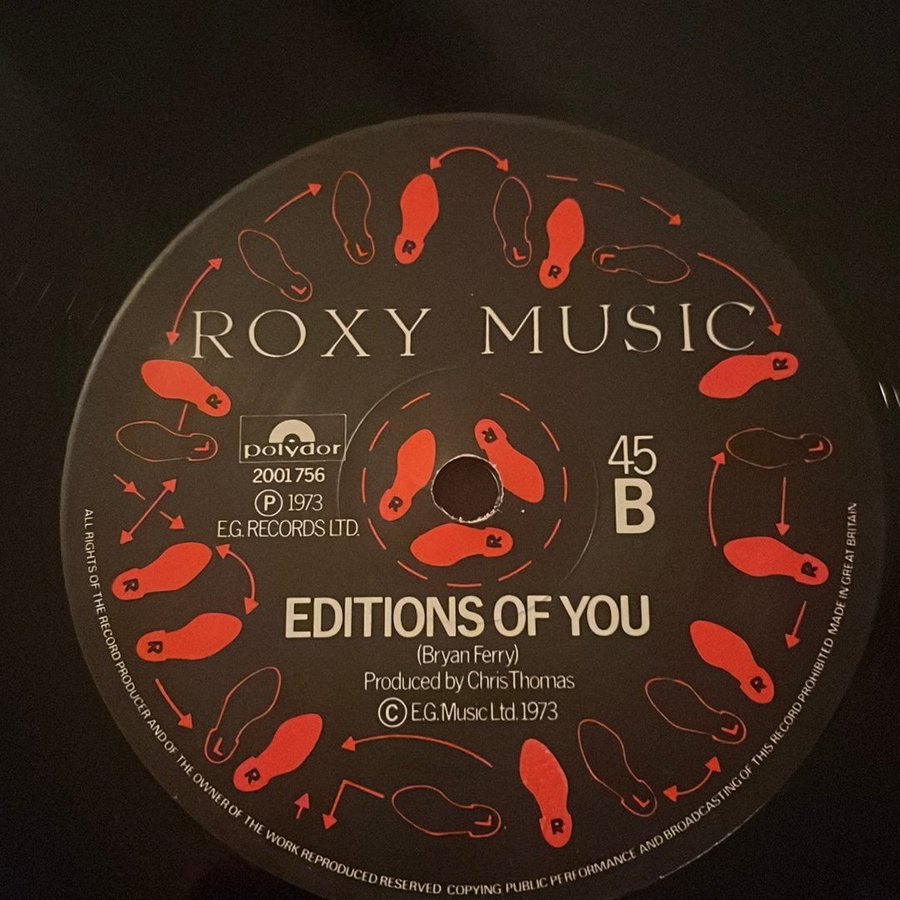 ROXY MUSIC
polydor
2001 756
Ⓟ 1973
E.G. RECORDS LTD.
45
B
EDITIONS OF YOU
(Bryan Ferry)
Produced by Chris Thomas
© E.G. Music Ltd. 1973
ALL RIGHTS OF THE RECORD PRODUCER AND OF THE OWNER OF THE WORK REPRODUCED RESERVED COPYING PUBLIC PERFORMANCE AND BROADCASTING OF THIS RECORD PROHIBITED MADE IN GREAT BRITAIN
L
L
R
L
R
L
R
R
R
R
L
R
L
R
L
R
L
L
R
L
R
R
R